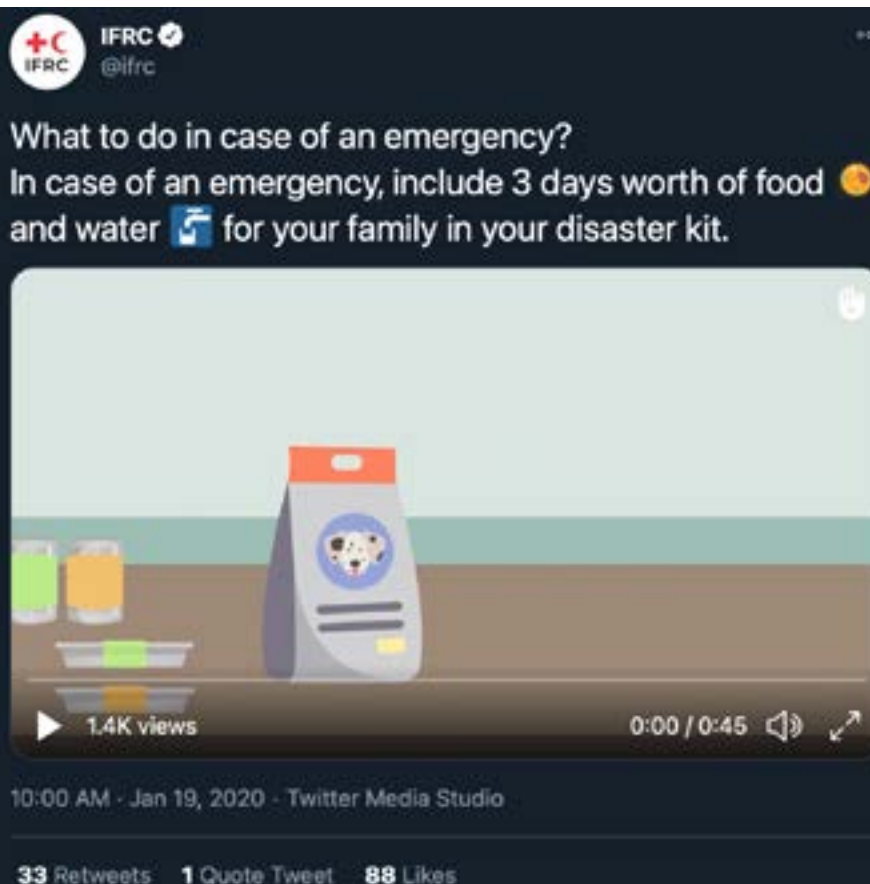 IFRC
IFRC
@ifrc
What to do in case of an emergency?
In case of an emergency, include 3 days worth of food
and water for your family in your disaster kit.
1.4K views
0:00 / 0:45
10:00 AM · Jan 19, 2020 · Twitter Media Studio
33 Retweets 1 Quote Tweet 88 Likes